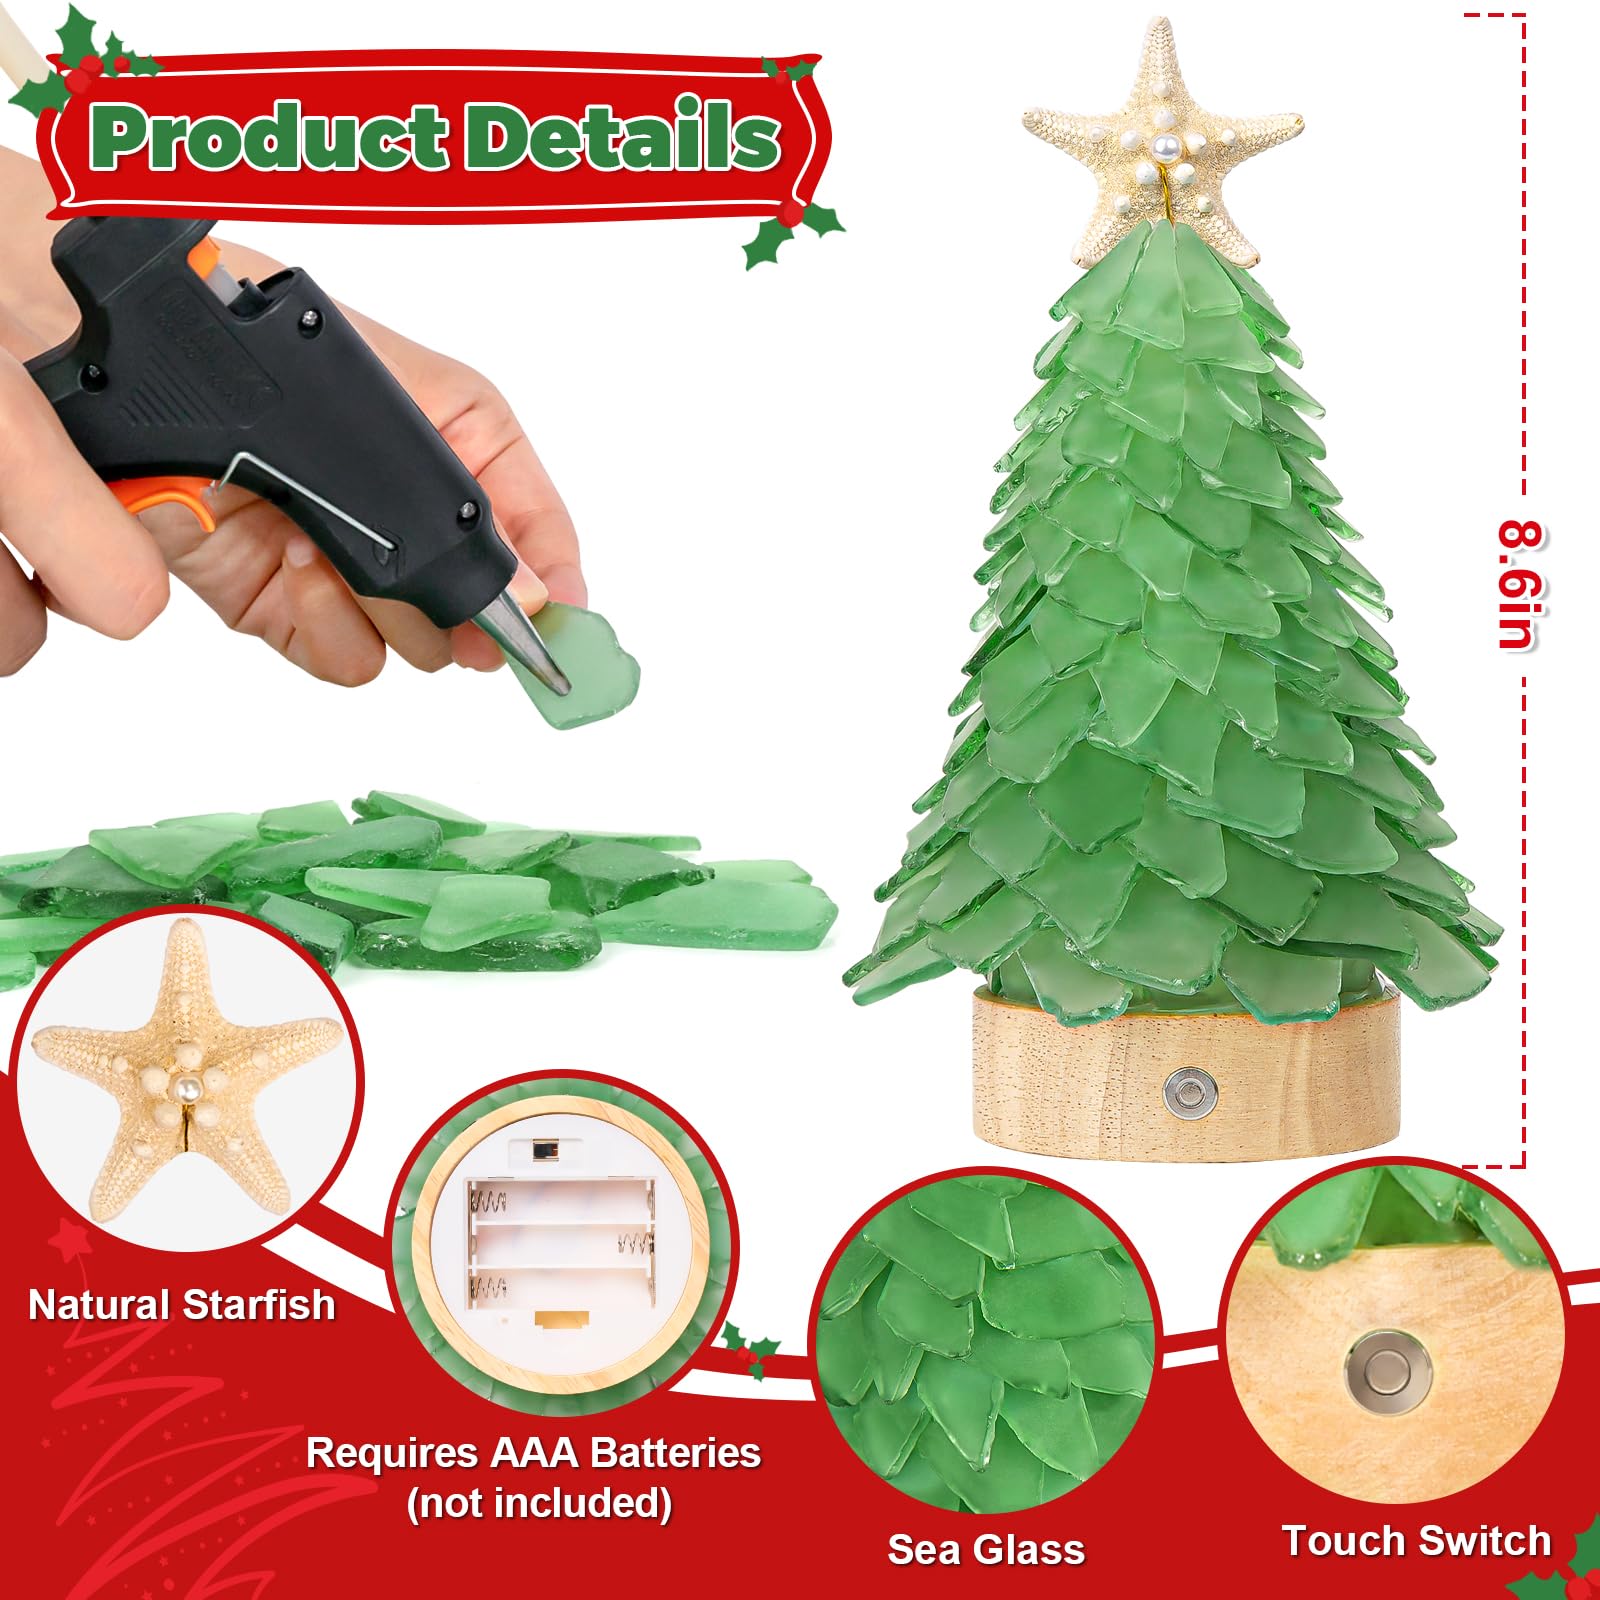 Product Details
8.6in
Natural Starfish
Requires AAA Batteries
(not included)
Sea Glass
Touch Switch